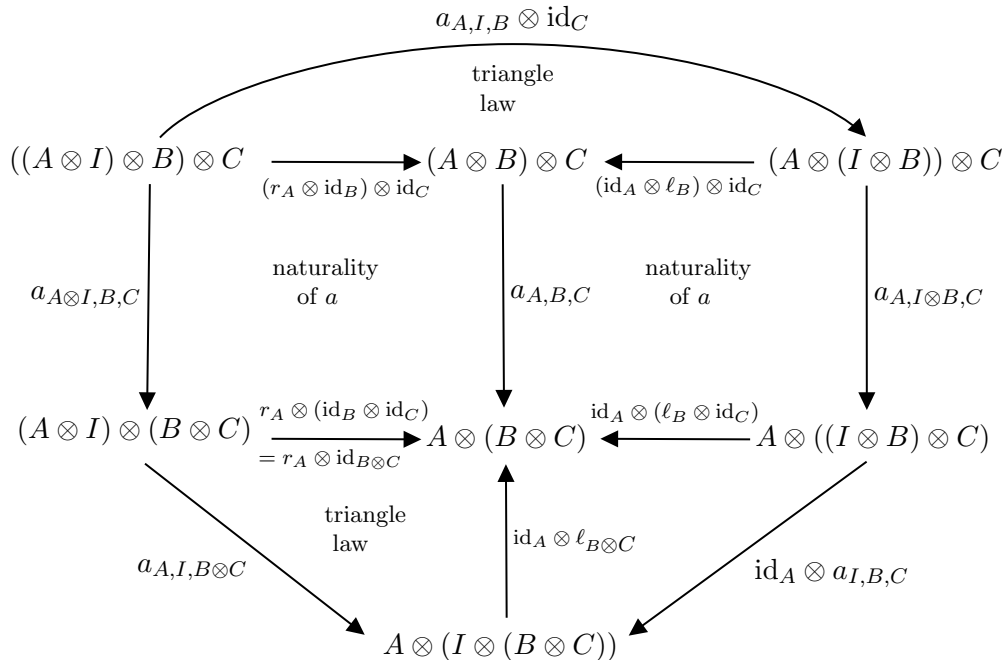 a_{A,I,B} ⊗ id_C
triangle
law
((A ⊗ I) ⊗ B) ⊗ C
(A ⊗ B) ⊗ C
(A ⊗ (I ⊗ B)) ⊗ C
(r_A ⊗ id_B) ⊗ id_C
(id_A ⊗ ℓ_B) ⊗ id_C
naturality
of a
naturality
of a
a_{A⊗I,B,C}
a_{A,B,C}
a_{A,I⊗B,C}
r_A ⊗ (id_B ⊗ id_C)
id_A ⊗ (ℓ_B ⊗ id_C)
(A ⊗ I) ⊗ (B ⊗ C)
A ⊗ (B ⊗ C)
A ⊗ ((I ⊗ B) ⊗ C)
= r_A ⊗ id_{B⊗C}
triangle
law
id_A ⊗ ℓ_{B⊗C}
a_{A,I,B⊗C}
id_A ⊗ a_{I,B,C}
A ⊗ (I ⊗ (B ⊗ C))